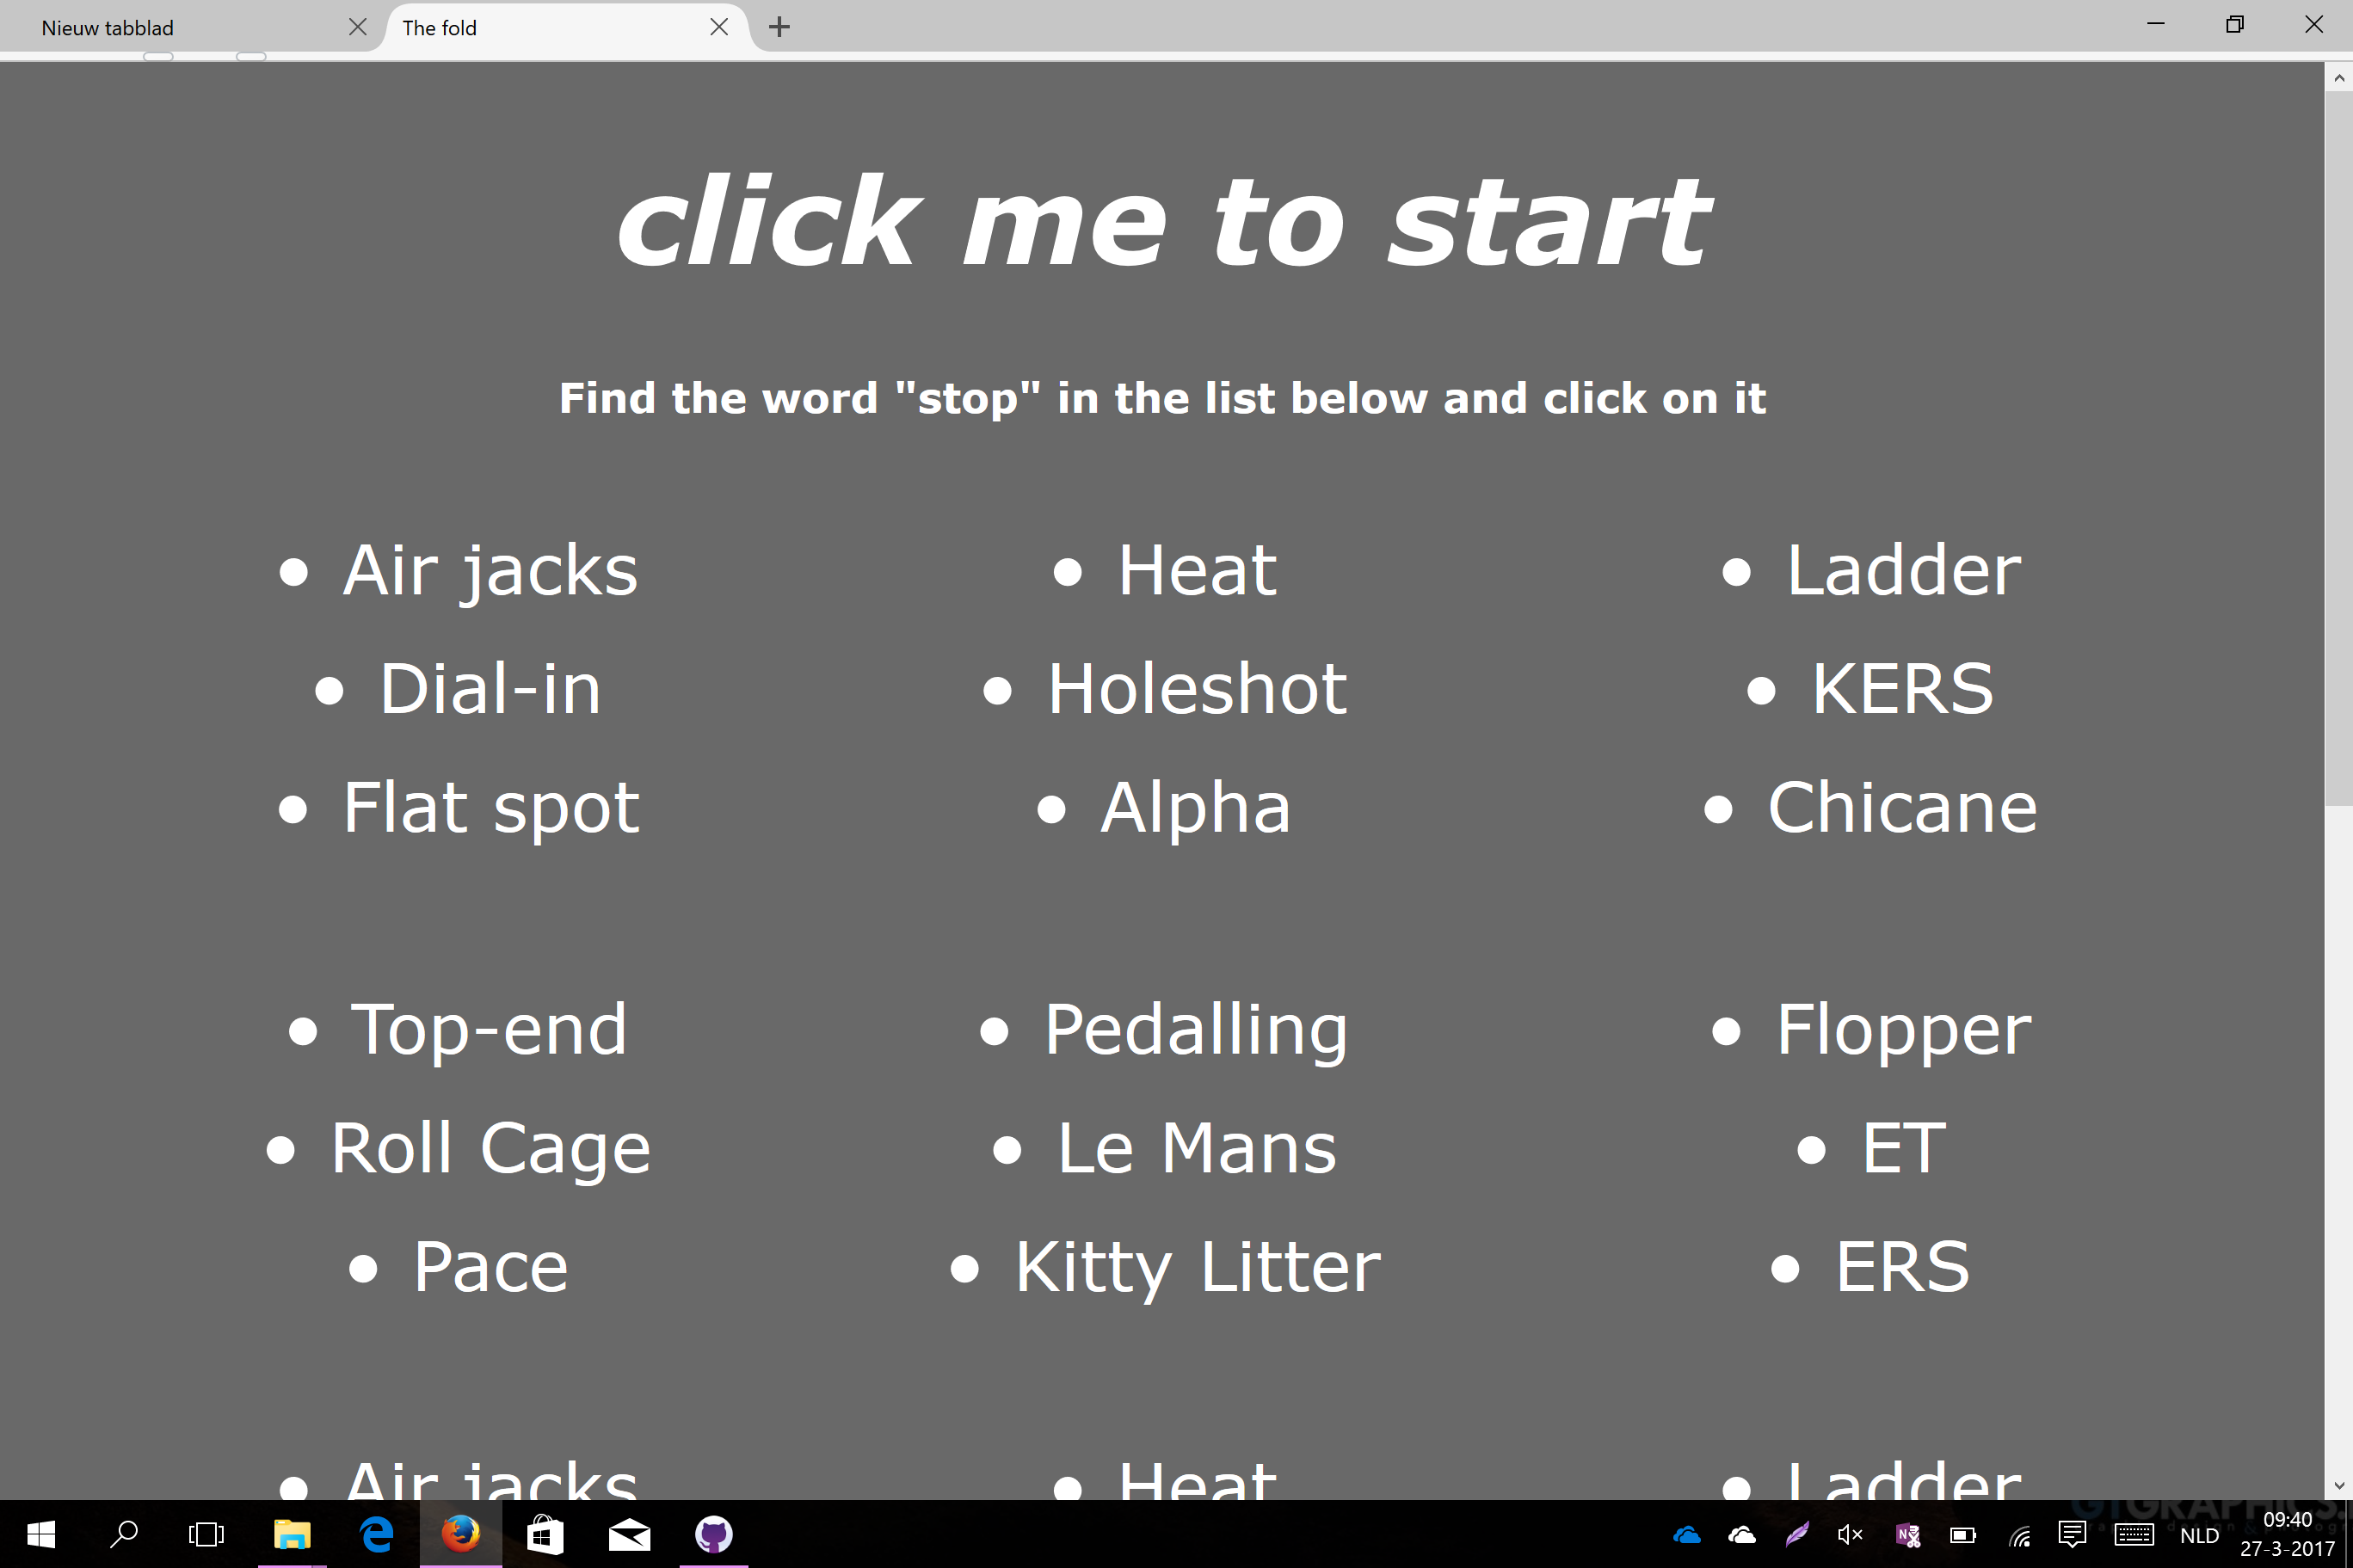 Nieuw tabblad
The fold
click me to start
Find the word "stop" in the list below and click on it
Air jacks Heat Ladder
Dial-in Holeshot KERS
Flat spot Alpha Chicane
Top-end Pedalling Flopper
Roll Cage Le Mans ET
Pace Kitty Litter ERS
Air jacks Heat Ladder
NLD
09:40
27-3-2017